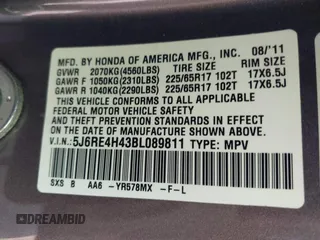 MFD. BY HONDA OF AMERICA MFG., INC. 08/'11
GVWR 2070KG(4560LBS) TIRE SIZE RIM SIZE
GAWR F 1050KG(2310LBS) 225/65R17 102T 17X6.5J
GAWR R 1040KG(2290LBS) 225/65R17 102T 17X6.5J
THIS VEHICLE CONFORMS TO ALL APPLICABLE
FEDERAL MOTOR VEHICLE SAFETY AND
THEFT PREVENTION STANDARDS IN EFFECT ON
THE DATE OF MANUFACTURE SHOWN ABOVE.
V.I.N: 5J6RE4H43BL089811 TYPE: MPV
SXS B AA6 -YR578MX -F-L
DREAMBID